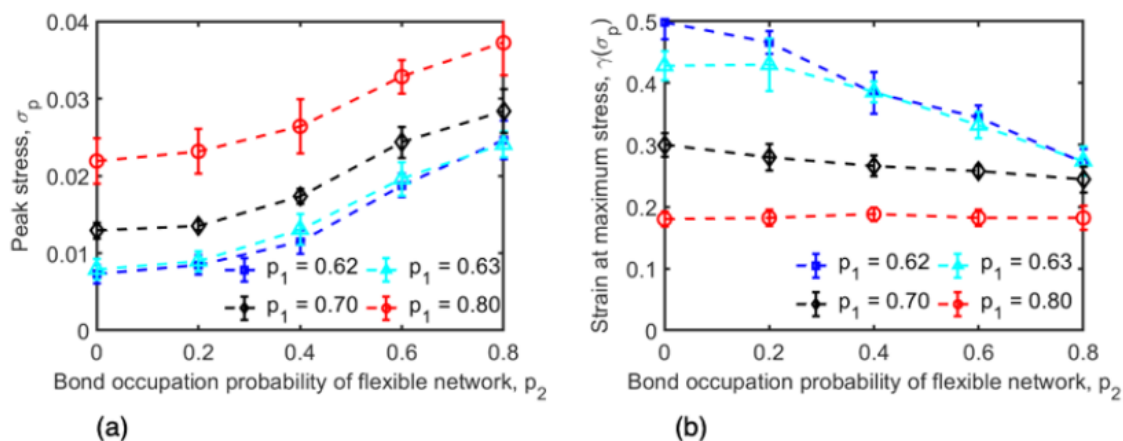 0.04
0.03
0.02
0.01
0
Peak stress, σp
p1 = 0.62
p1 = 0.63
p1 = 0.70
p1 = 0.80
0 0.2 0.4 0.6 0.8
Bond occupation probability of flexible network, p2
(a)
0.5
0.4
0.3
0.2
0.1
0
Strain at maximum stress, γ(σp)
p1 = 0.62
p1 = 0.63
p1 = 0.70
p1 = 0.80
0 0.2 0.4 0.6 0.8
Bond occupation probability of flexible network, p2
(b)